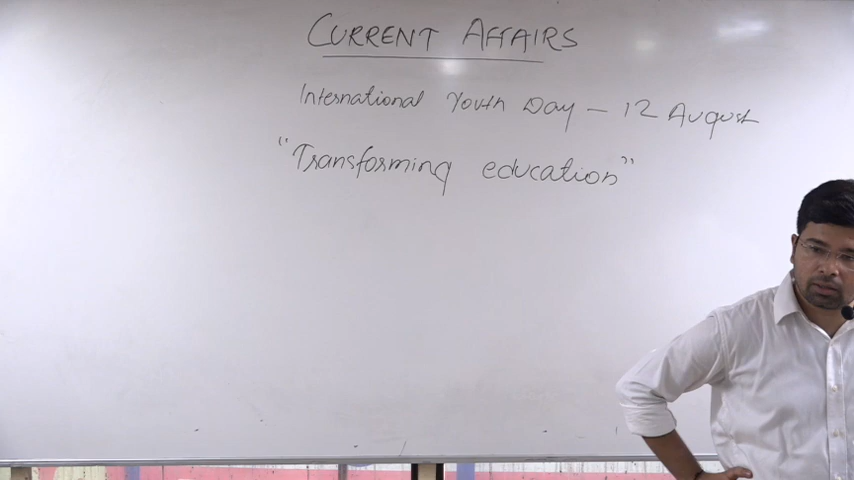 CURRENT AFFAIRS
International Youth Day – 12 August
"Transforming education"